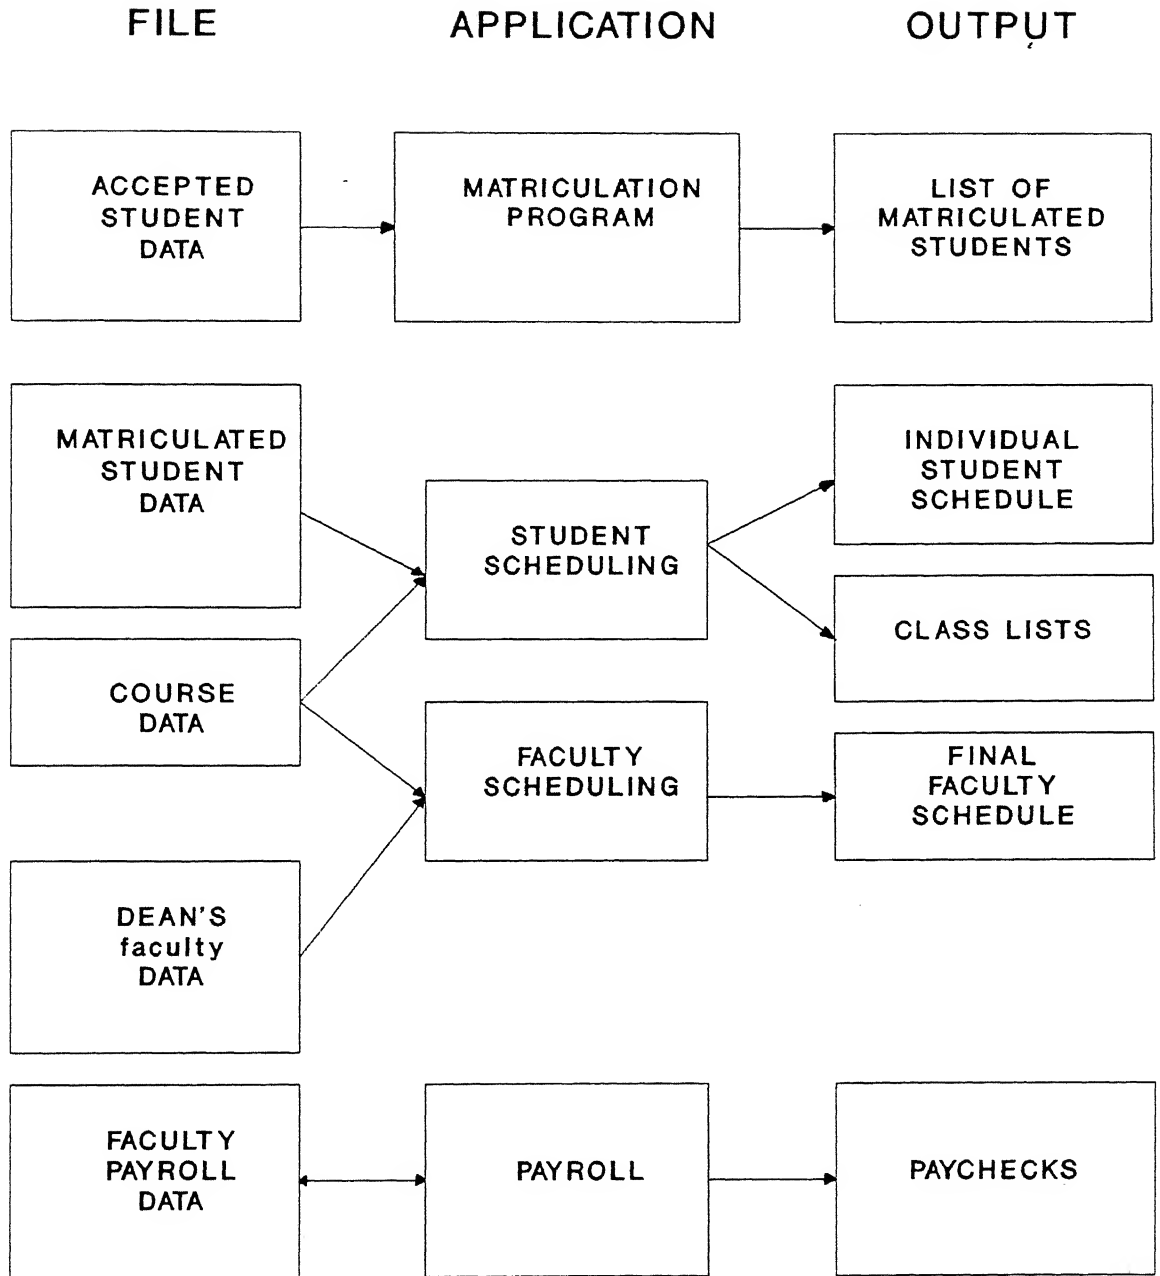 FILE
APPLICATION
OUTPUT
ACCEPTED
STUDENT
DATA
MATRICULATION
PROGRAM
LIST OF
MATRICULATED
STUDENTS
MATRICULATED
STUDENT
DATA
STUDENT
SCHEDULING
INDIVIDUAL
STUDENT
SCHEDULE
CLASS LISTS
COURSE
DATA
FACULTY
SCHEDULING
FINAL
FACULTY
SCHEDULE
DEAN'S
faculty
DATA
FACULTY
PAYROLL
DATA
PAYROLL
PAYCHECKS